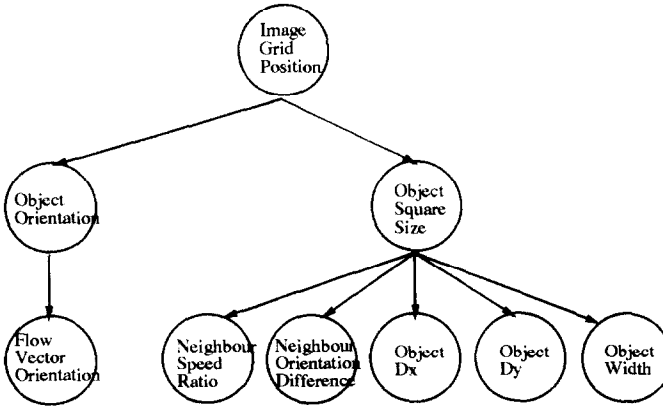 Image
Grid
Position
Object
Orientation
Object
Square
Size
Flow
Vector
Orientation
Neighbour
Speed
Ratio
Neighbour
Orientation
Difference
Object
Dx
Object
Dy
Object
Width